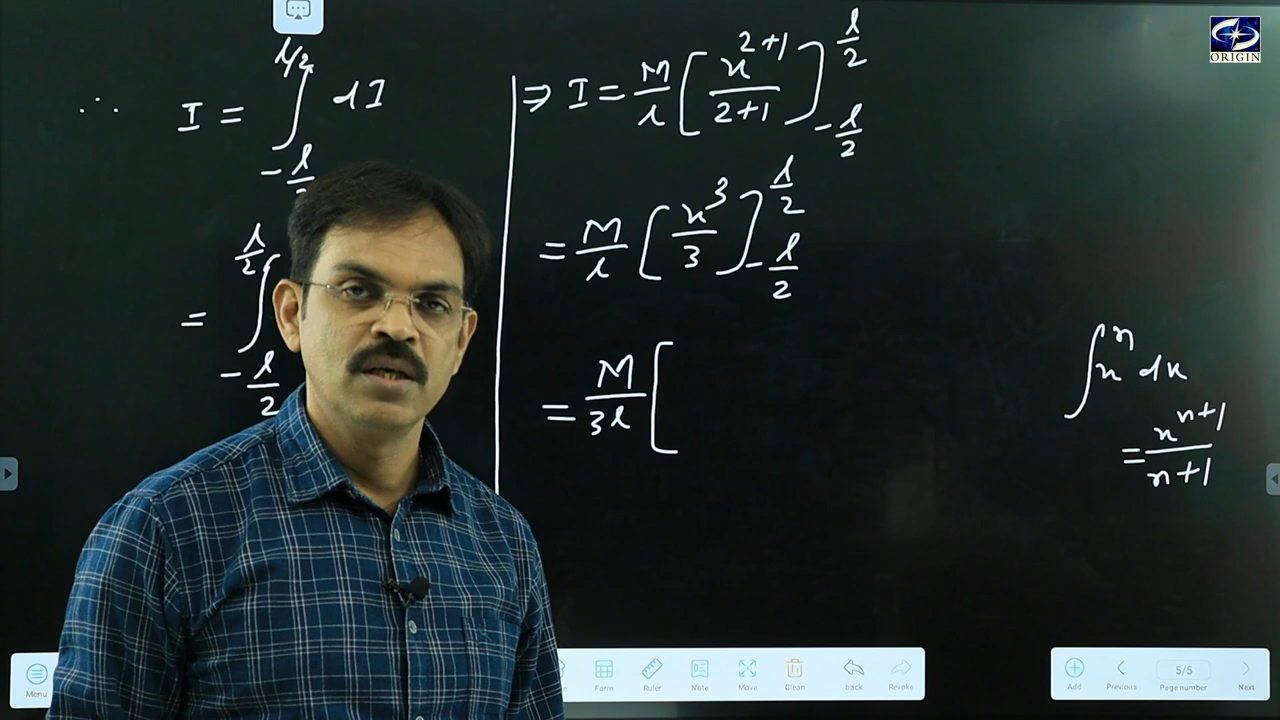 ∴ I = ∫_{-l/2}^{l/2} dI
= ∫_{-l/2}^{l/2}
⇒ I = M/l [x^{2+1}/2+1]_{-l/2}^{l/2}
= M/l [x^3/3]_{-l/2}^{l/2}
= M/3l [
∫x^n dx
= x^{n+1}/n+1
ORIGIN
Menu
Form
Ruler
Note
Move
Clean
back
Revoke
Add
Previous
5/5
Page number
Next